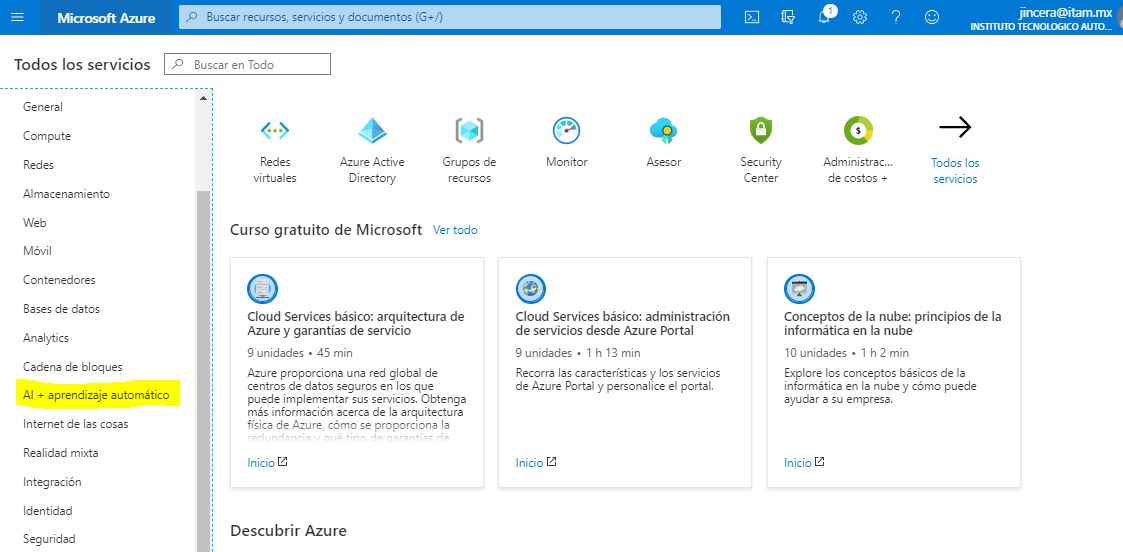 Microsoft Azure
Buscar recursos, servicios y documentos (G+/)
1
jincera@itam.mx
INSTITUTO TECNOLOGICO AUTO...
Todos los servicios
Buscar en Todo
General
Compute
Redes
Almacenamiento
Web
Móvil
Contenedores
Bases de datos
Analytics
Cadena de bloques
AI + aprendizaje automático
Internet de las cosas
Realidad mixta
Integración
Identidad
Seguridad
Redes
virtuales
Azure Active
Directory
Grupos de
recursos
Monitor
Asesor
Security
Center
Administrac...
de costos +
Todos los
servicios
Curso gratuito de Microsoft Ver todo
Cloud Services básico: arquitectura de
Azure y garantías de servicio
9 unidades • 45 min
Azure proporciona una red global de
centros de datos seguros en los que
puede implementar sus servicios. Obtenga
más información acerca de la arquitectura
física de Azure, cómo se proporciona la
redundancia y qué tipo de garantías de
Inicio
Cloud Services básico: administración
de servicios desde Azure Portal
9 unidades • 1 h 13 min
Recorra las características y los servicios
de Azure Portal y personalice el portal.
Inicio
Conceptos de la nube: principios de la
informática en la nube
10 unidades • 1 h 2 min
Explore los conceptos básicos de la
informática en la nube y cómo puede
ayudar a su empresa.
Inicio
Descubrir Azure